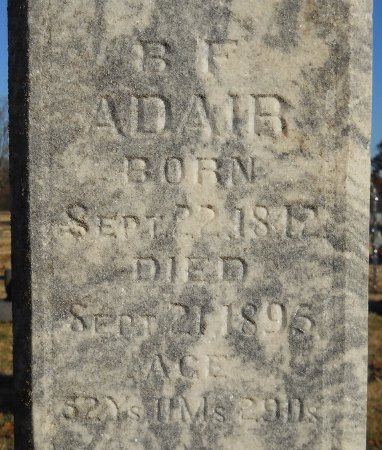 B F
ADAIR
BORN
SEPT 22 1842
DIED
SEPT 21, 1895
AGE
52YS 11MS 29DS